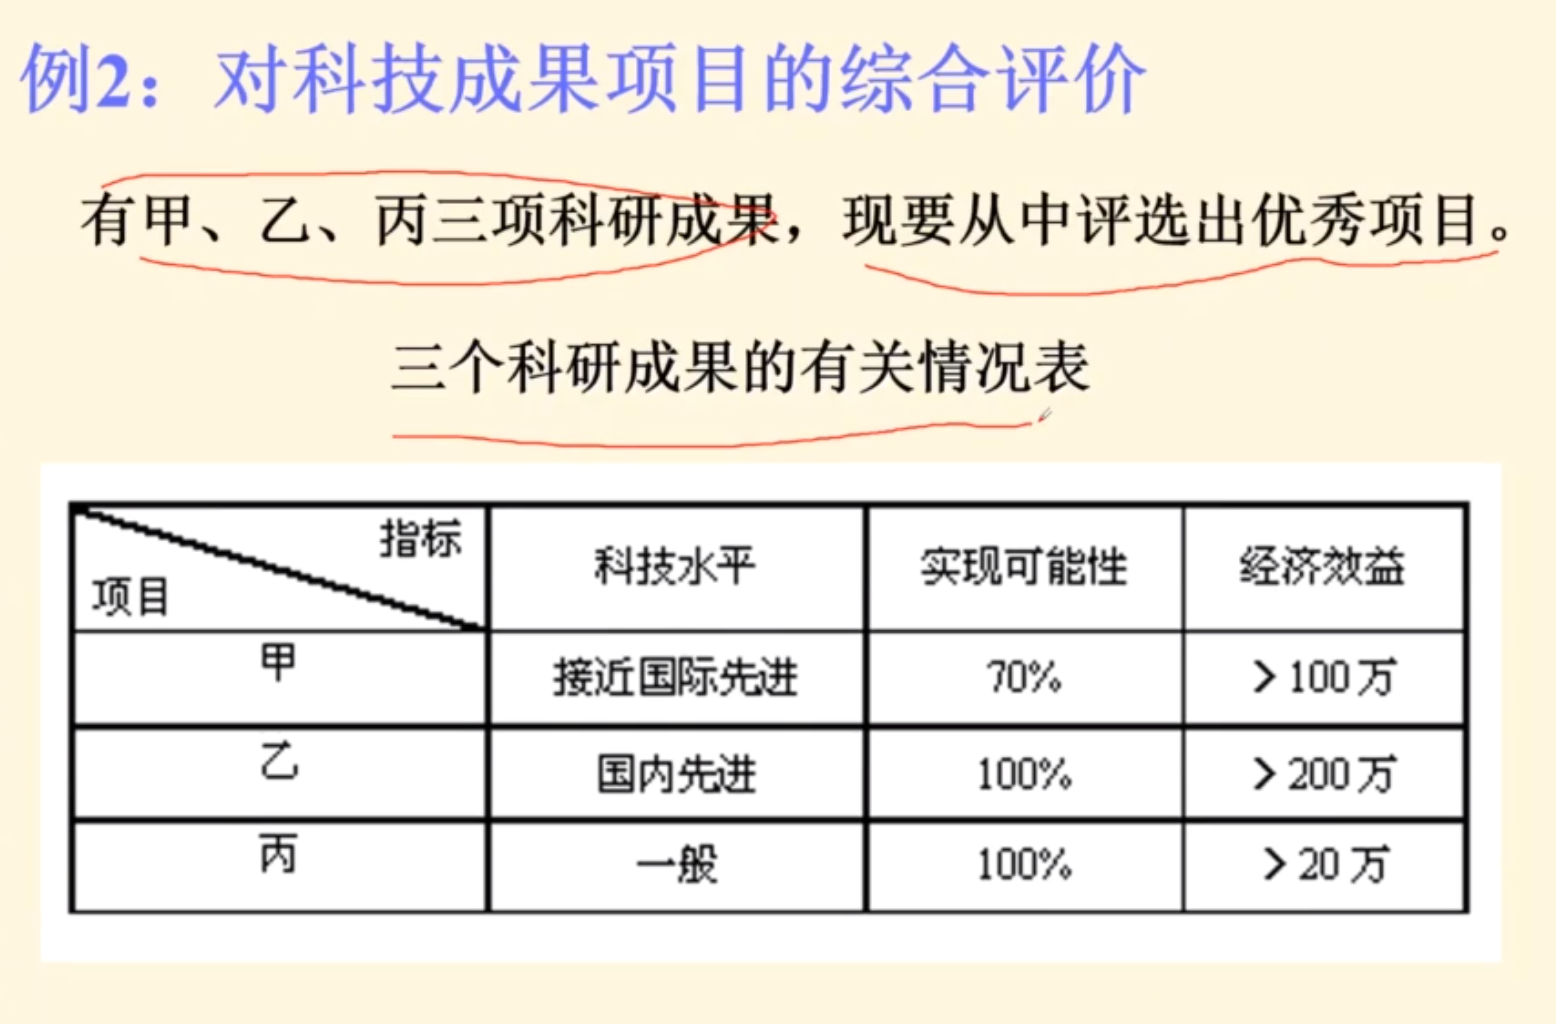 例2：对科技成果项目的综合评价
有甲、乙、丙三项科研成果，现要从中评选出优秀项目。
三个科研成果的有关情况表
指标
项目 科技水平 实现可能性 经济效益
甲 接近国际先进 70% >100万
乙 国内先进 100% >200万
丙 一般 100% >20万